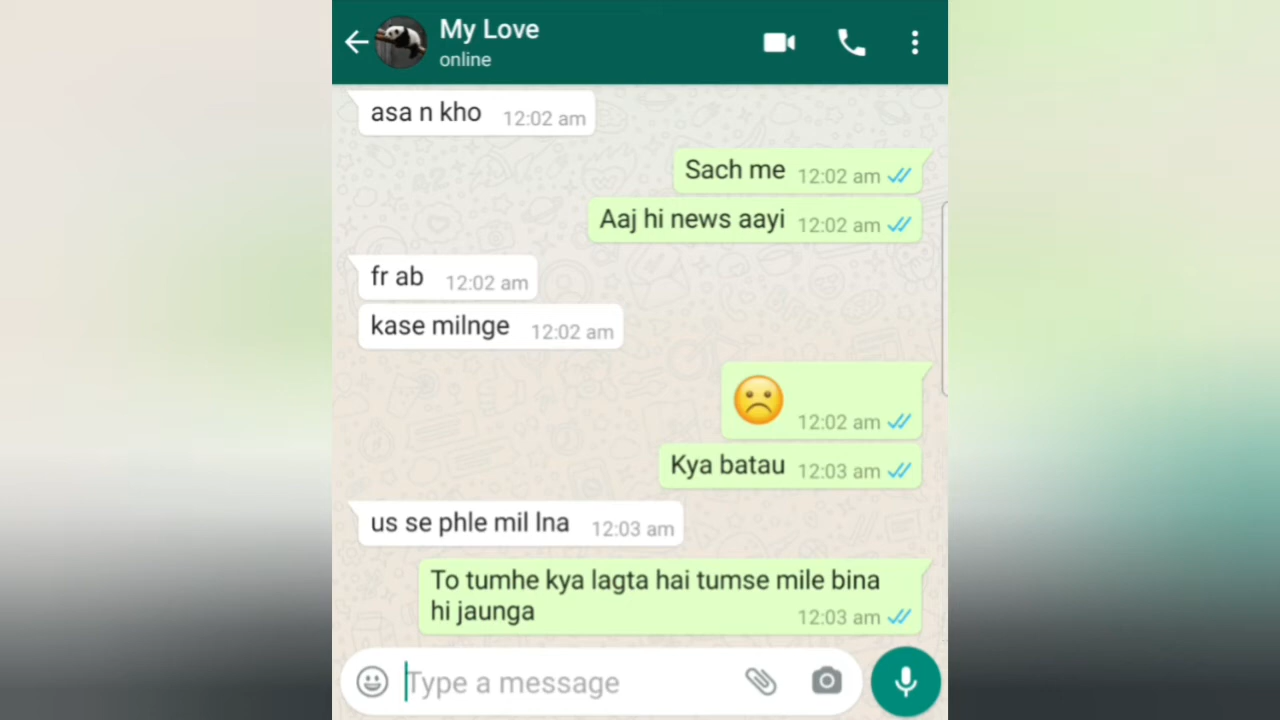 My Love
online
asa n kho 12:02 am
Sach me 12:02 am
Aaj hi news aayi 12:02 am
fr ab 12:02 am
kase milnge 12:02 am
12:02 am
Kya batau 12:03 am
us se phle mil lna 12:03 am
To tumhe kya lagta hai tumse mile bina
hi jaunga 12:03 am
Type a message